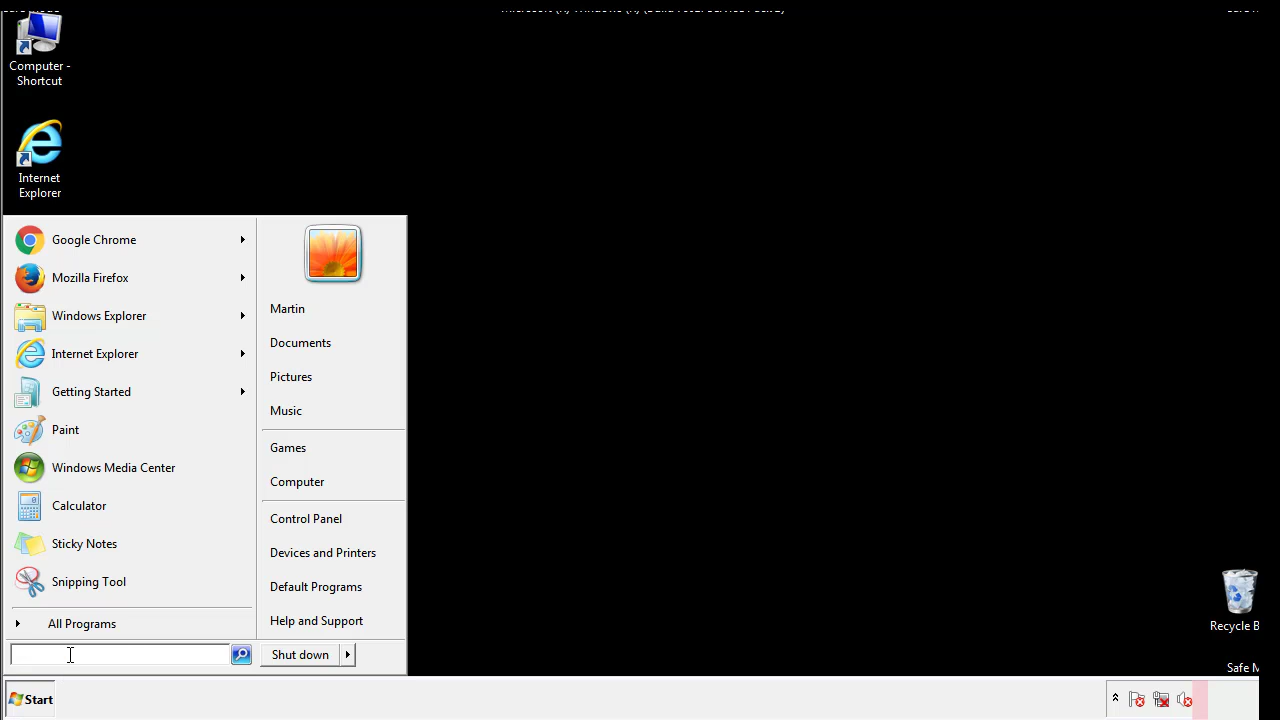 Computer -
Shortcut
Internet
Explorer
Google Chrome
Mozilla Firefox
Windows Explorer
Internet Explorer
Getting Started
Paint
Windows Media Center
Calculator
Sticky Notes
Snipping Tool
All Programs
Martin
Documents
Pictures
Music
Games
Computer
Control Panel
Devices and Printers
Default Programs
Help and Support
Shut down
Recycle B
Safe M
Start